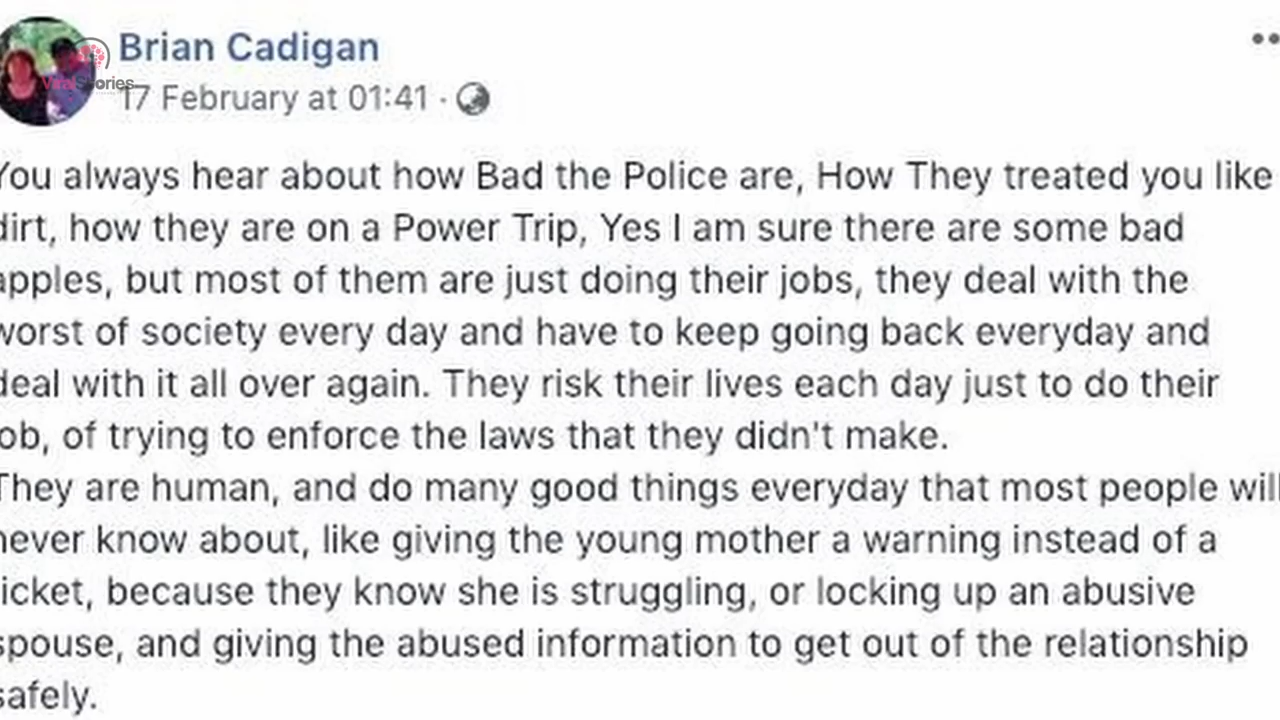 Brian Cadigan
ViralStories
17 February at 01:41 ·
You always hear about how Bad the Police are, How They treated you like
dirt, how they are on a Power Trip, Yes I am sure there are some bad
apples, but most of them are just doing their jobs, they deal with the
worst of society every day and have to keep going back everyday and
deal with it all over again. They risk their lives each day just to do their
job, of trying to enforce the laws that they didn't make.
They are human, and do many good things everyday that most people will
never know about, like giving the young mother a warning instead of a
ticket, because they know she is struggling, or locking up an abusive
spouse, and giving the abused information to get out of the relationship
safely.